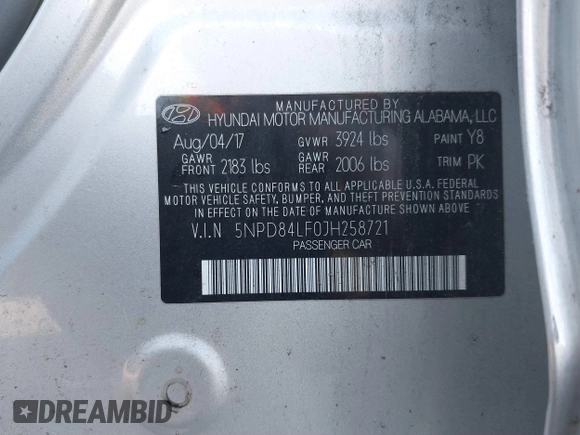 MANUFACTURED BY
HYUNDAI MOTOR MANUFACTURING ALABAMA, LLC
Aug/04/17 GVWR 3924 lbs PAINT Y8
GAWR FRONT 2183 lbs GAWR REAR 2006 lbs TRIM PK
THIS VEHICLE CONFORMS TO ALL APPLICABLE U.S.A. FEDERAL
MOTOR VEHICLE SAFETY, BUMPER, AND THEFT PREVENTION STANDARDS
IN EFFECT ON THE DATE OF MANUFACTURE SHOWN ABOVE.
V.I.N 5NPD84LF0JH258721
PASSENGER CAR
DREAMBID